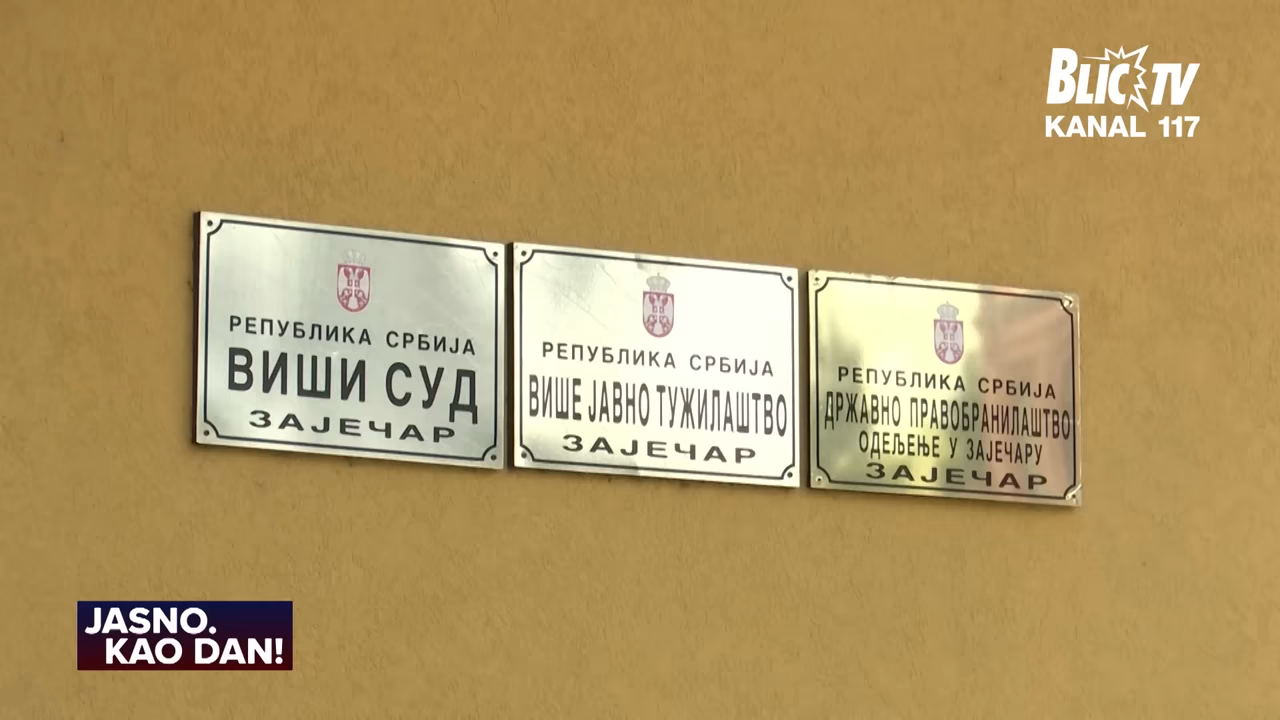 BLIC TV
KANAL 117
РЕПУБЛИКА СРБИЈА
ВИШИ СУД
ЗАЈЕЧАР
РЕПУБЛИКА СРБИЈА
ВИШЕ ЈАВНО ТУЖИЛАШТВО
ЗАЈЕЧАР
РЕПУБЛИКА СРБИЈА
ДРЖАВНО ПРАВОБРАНИЛАШТВО
ОДЕЉЕЊЕ У ЗАЈЕЧАРУ
ЗАЈЕЧАР
JASNO.
KAO DAN!